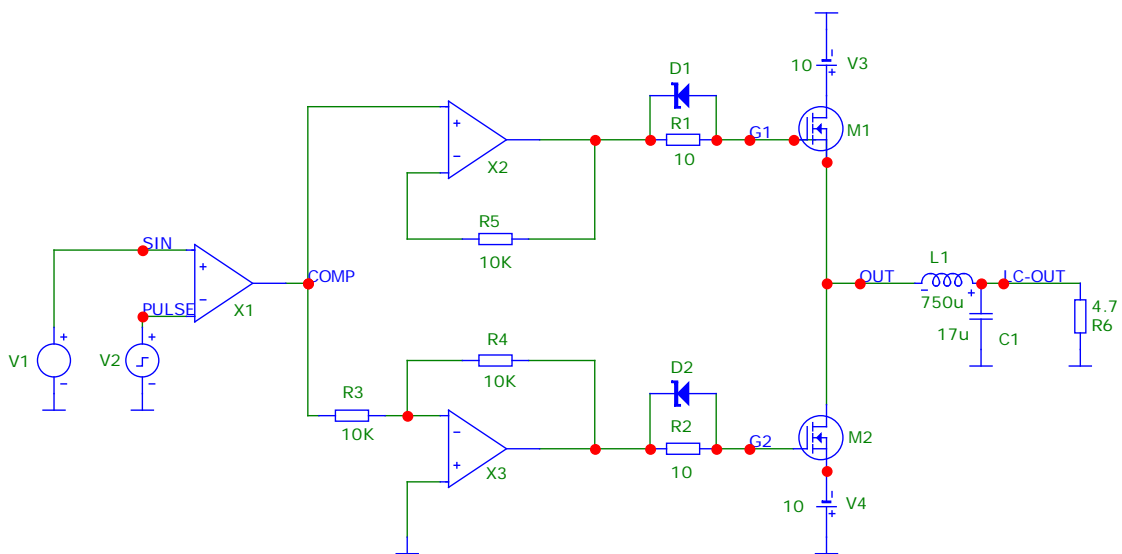 10
V3
D1
R1
10
G1
M1
X2
R5
10K
SIN
PULSE
X1
COMP
V1
V2
OUT
L1
750u
LC-OUT
17u
C1
4.7
R6
R4
10K
R3
10K
X3
D2
R2
10
G2
M2
10
V4